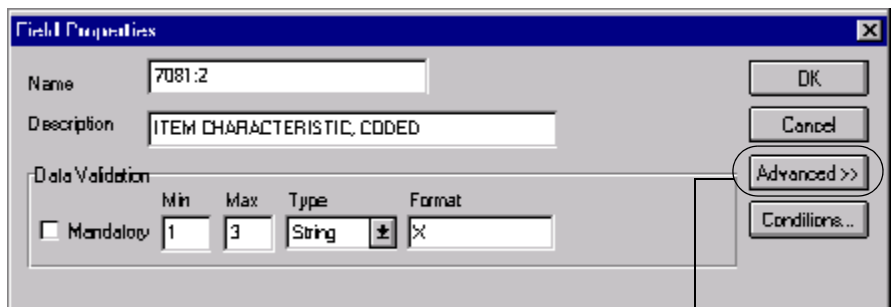 Field Properties
Name 7081:2 OK
Description ITEM CHARACTERISTIC, CODED Cancel
Data Validation Advanced >>
Min Max Type Format
Mandatory 1 3 String X Conditions...